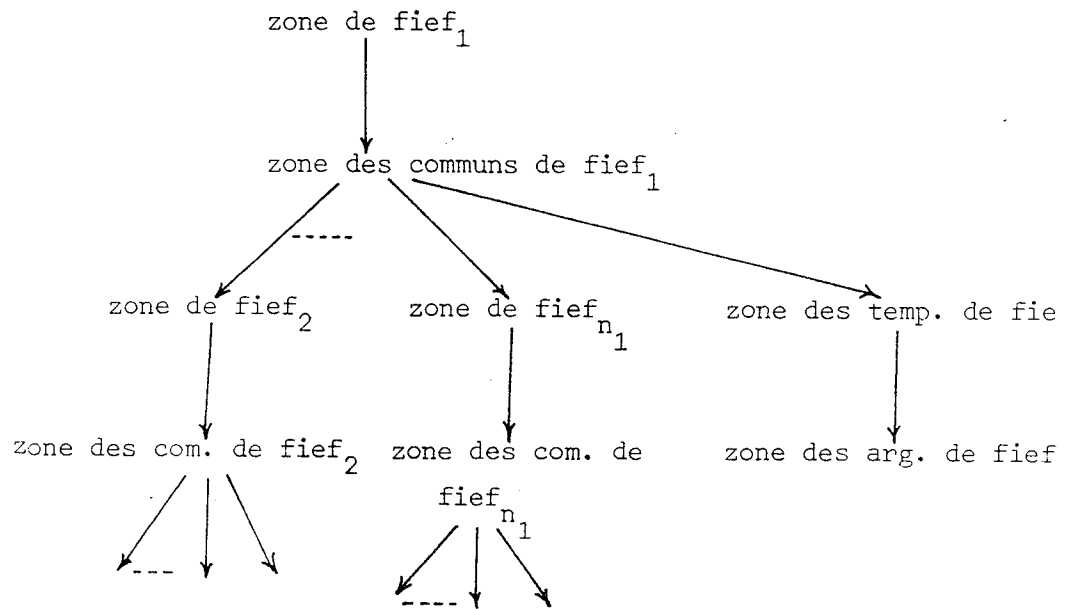 zone de fief₁
zone des communs de fief₁
zone de fief₂ zone de fiefₙ₁ zone des temp. de fie
zone des com. de fief₂ zone des com. de zone des arg. de fief
fiefₙ₁